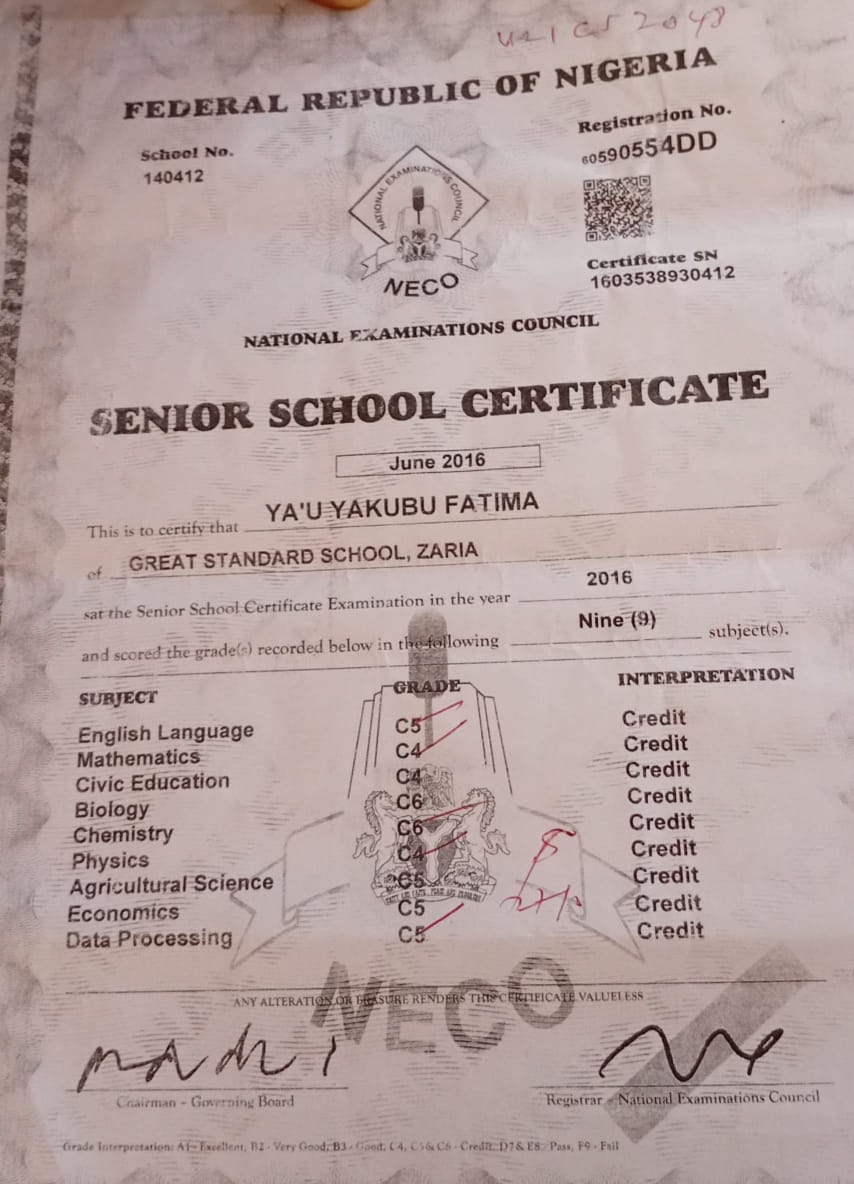 FEDERAL REPUBLIC OF NIGERIA
School No.
140412
Registration No.
60590554DD
NATIONAL EXAMINATIONS COUNCIL
NECO
Certificate SN
1603538930412
NATIONAL EXAMINATIONS COUNCIL
SENIOR SCHOOL CERTIFICATE
June 2016
This is to certify that YA'U YAKUBU FATIMA
of GREAT STANDARD SCHOOL, ZARIA
sat the Senior School Certificate Examination in the year 2016
and scored the grade(s) recorded below in the following Nine (9) subject(s).
SUBJECT GRADE INTERPRETATION
English Language C5 Credit
Mathematics C4 Credit
Civic Education C4 Credit
Biology C6 Credit
Chemistry C6 Credit
Physics C4 Credit
Agricultural Science C5 Credit
Economics C5 Credit
Data Processing C5 Credit
NECO
ANY ALTERATION OR ERASURE RENDERS THIS CERTIFICATE VALUELESS
Chairman - Governing Board
Registrar - National Examinations Council
Grade Interpretation: A1 - Excellent, B2 - Very Good, B3 - Good, C4, C5 & C6 - Credit, D7 & E8 - Pass, F9 - Fail